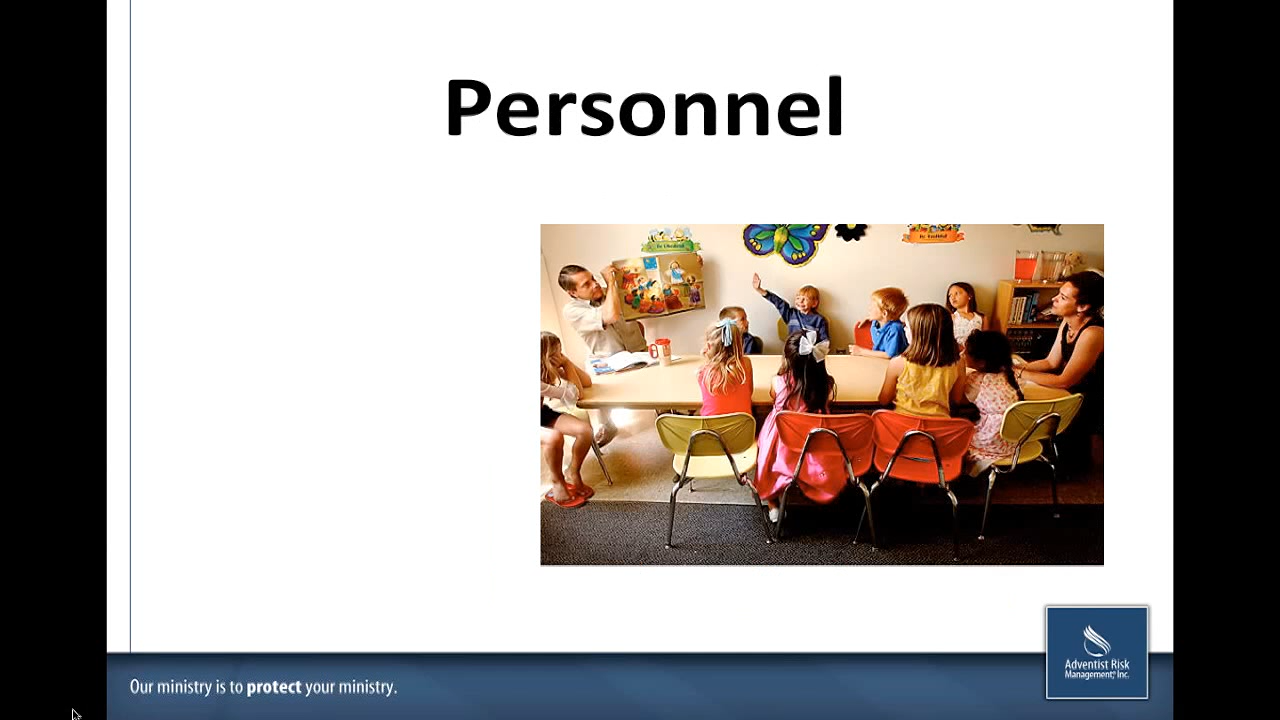 Personnel
Our ministry is to protect your ministry.
Adventist Risk
Management, Inc.